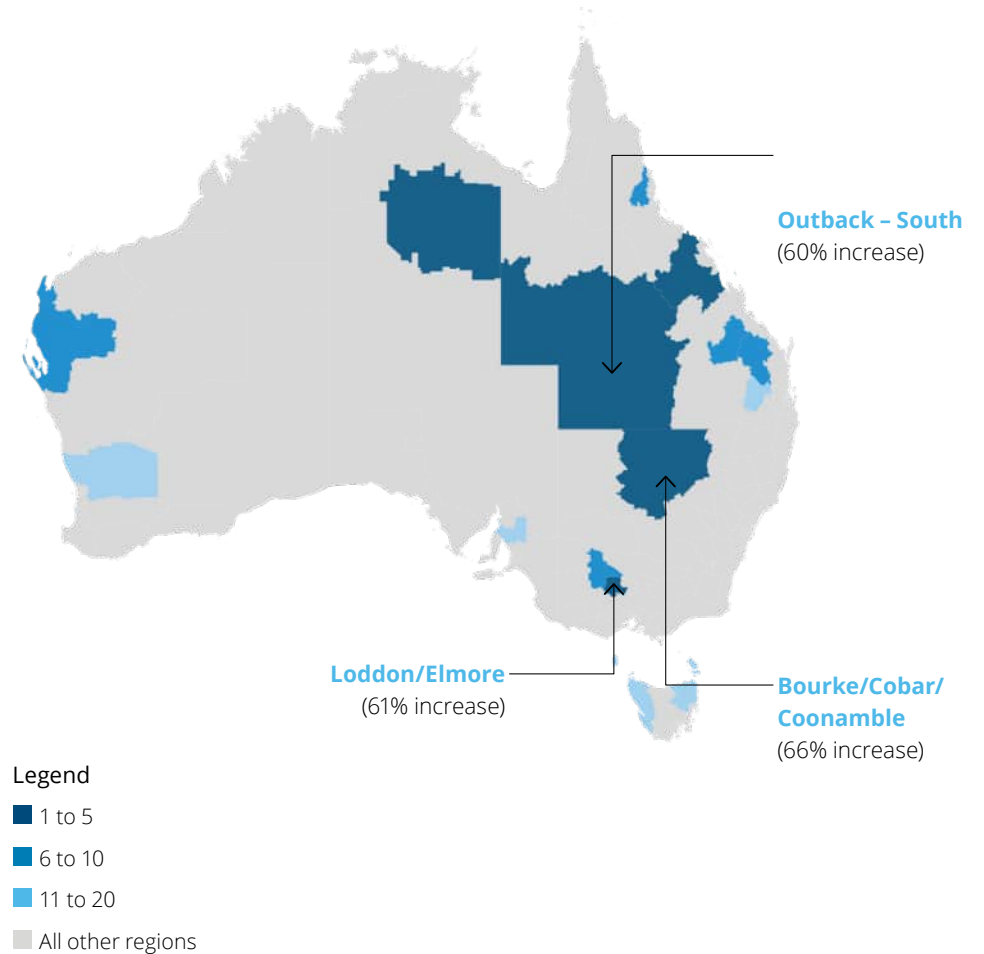 Outback – South
(60% increase)
Loddon/Elmore
(61% increase)
Bourke/Cobar/
Coonamble
(66% increase)
Legend
1 to 5
6 to 10
11 to 20
All other regions